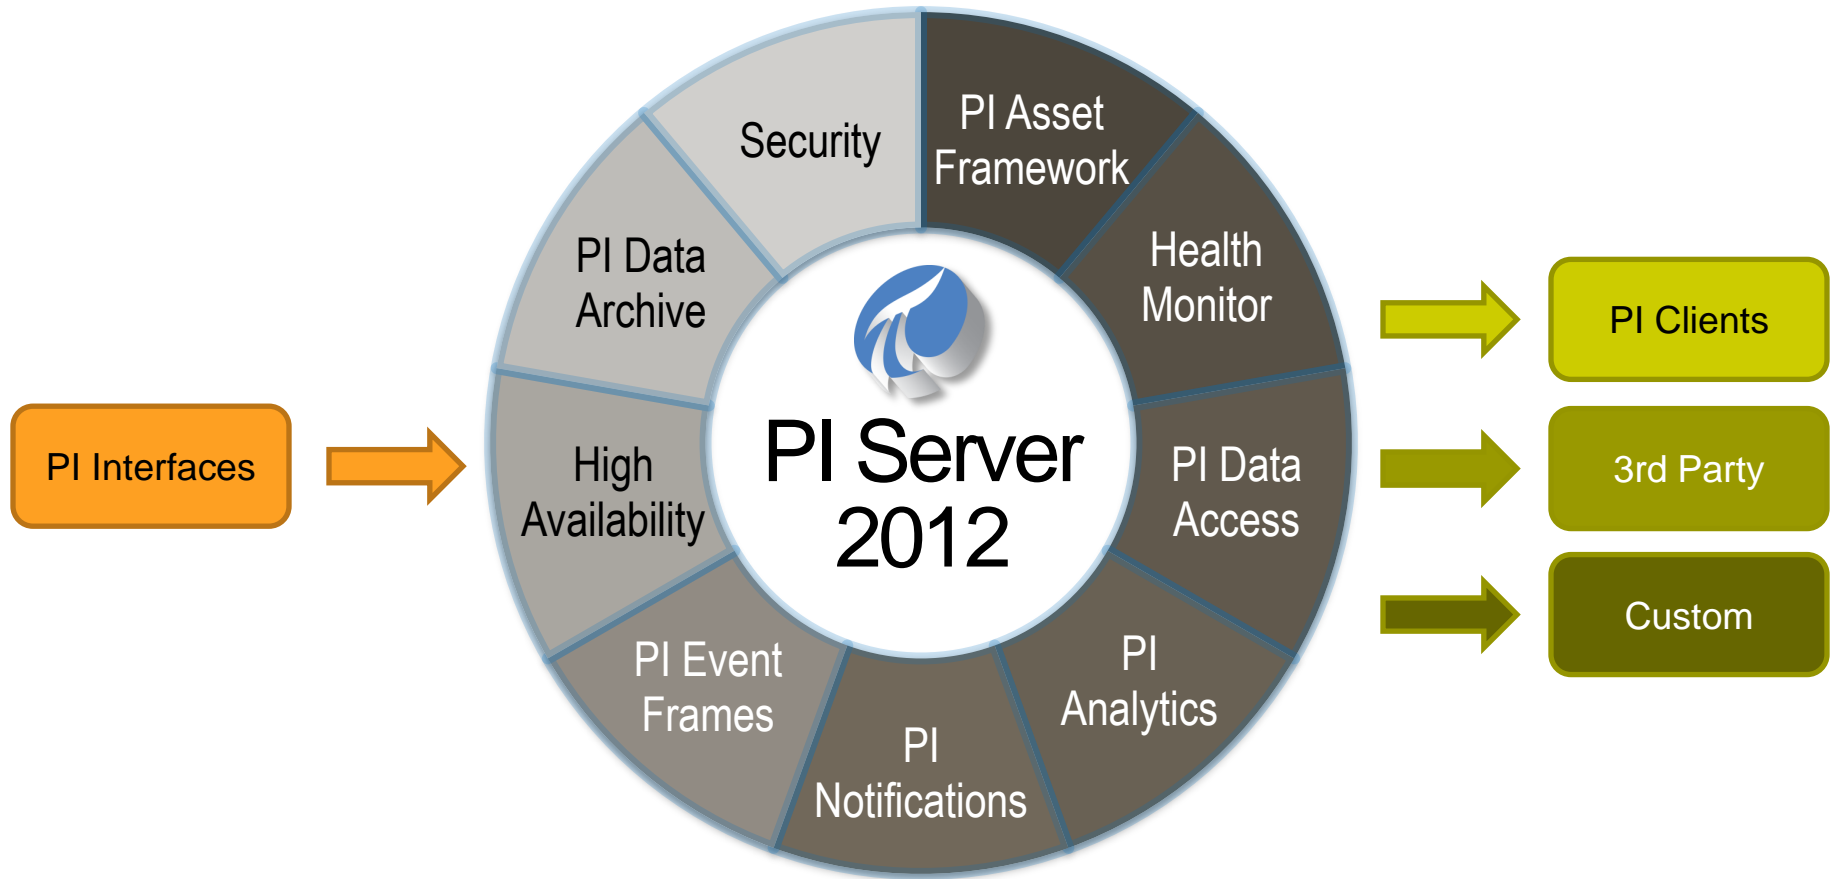 PI Interfaces
Security
PI Asset
Framework
Health
Monitor
PI Data
Access
PI
Analytics
PI
Notifications
PI Event
Frames
High
Availability
PI Data
Archive
PI Server
2012
PI Clients
3rd Party
Custom